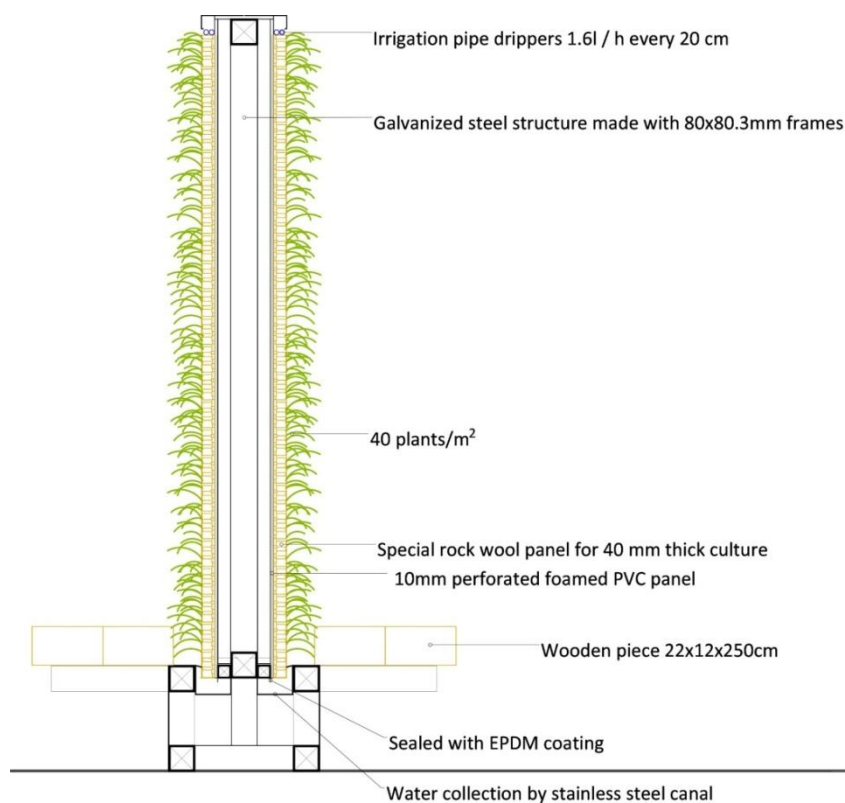 Irrigation pipe drippers 1.6l / h every 20 cm
Galvanized steel structure made with 80x80.3mm frames
40 plants/m²
Special rock wool panel for 40 mm thick culture
10mm perforated foamed PVC panel
Wooden piece 22x12x250cm
Sealed with EPDM coating
Water collection by stainless steel canal